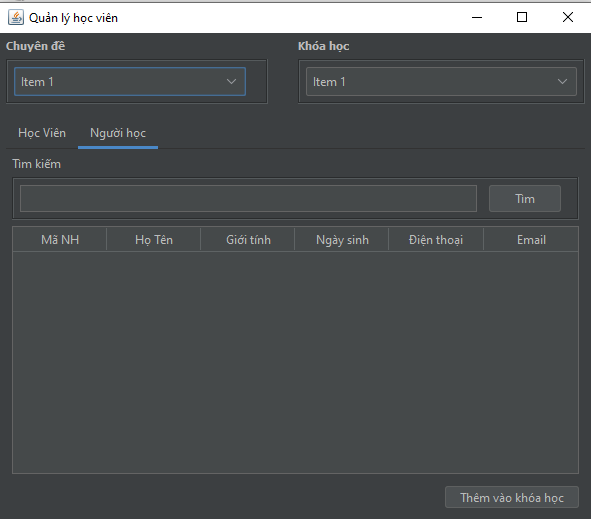 Quản lý học viên
Chuyên đề Khóa học
Item 1 Item 1
Học Viên Người học
Tìm kiếm
Tìm
Mã NH Họ Tên Giới tính Ngày sinh Điện thoại Email
Thêm vào khóa học